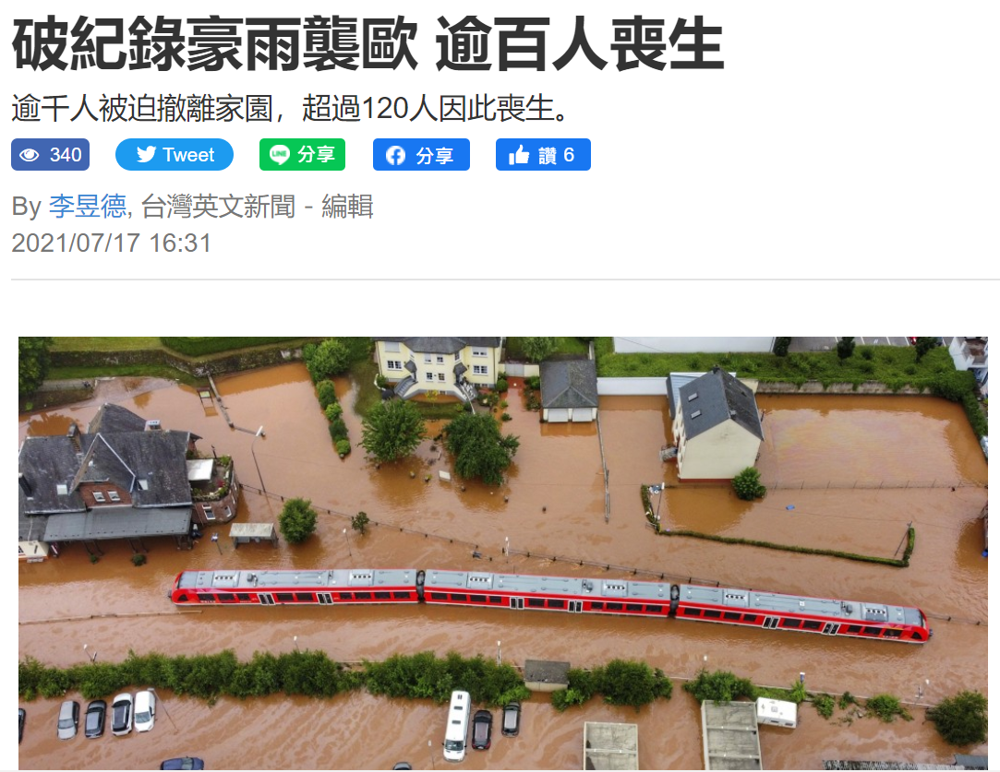 破紀錄豪雨襲歐 逾百人喪生
逾千人被迫撤離家園，超過120人因此喪生。
340 Tweet LINE 分享 分享 讚 6
By 李昱德, 台灣英文新聞 - 編輯
2021/07/17 16:31